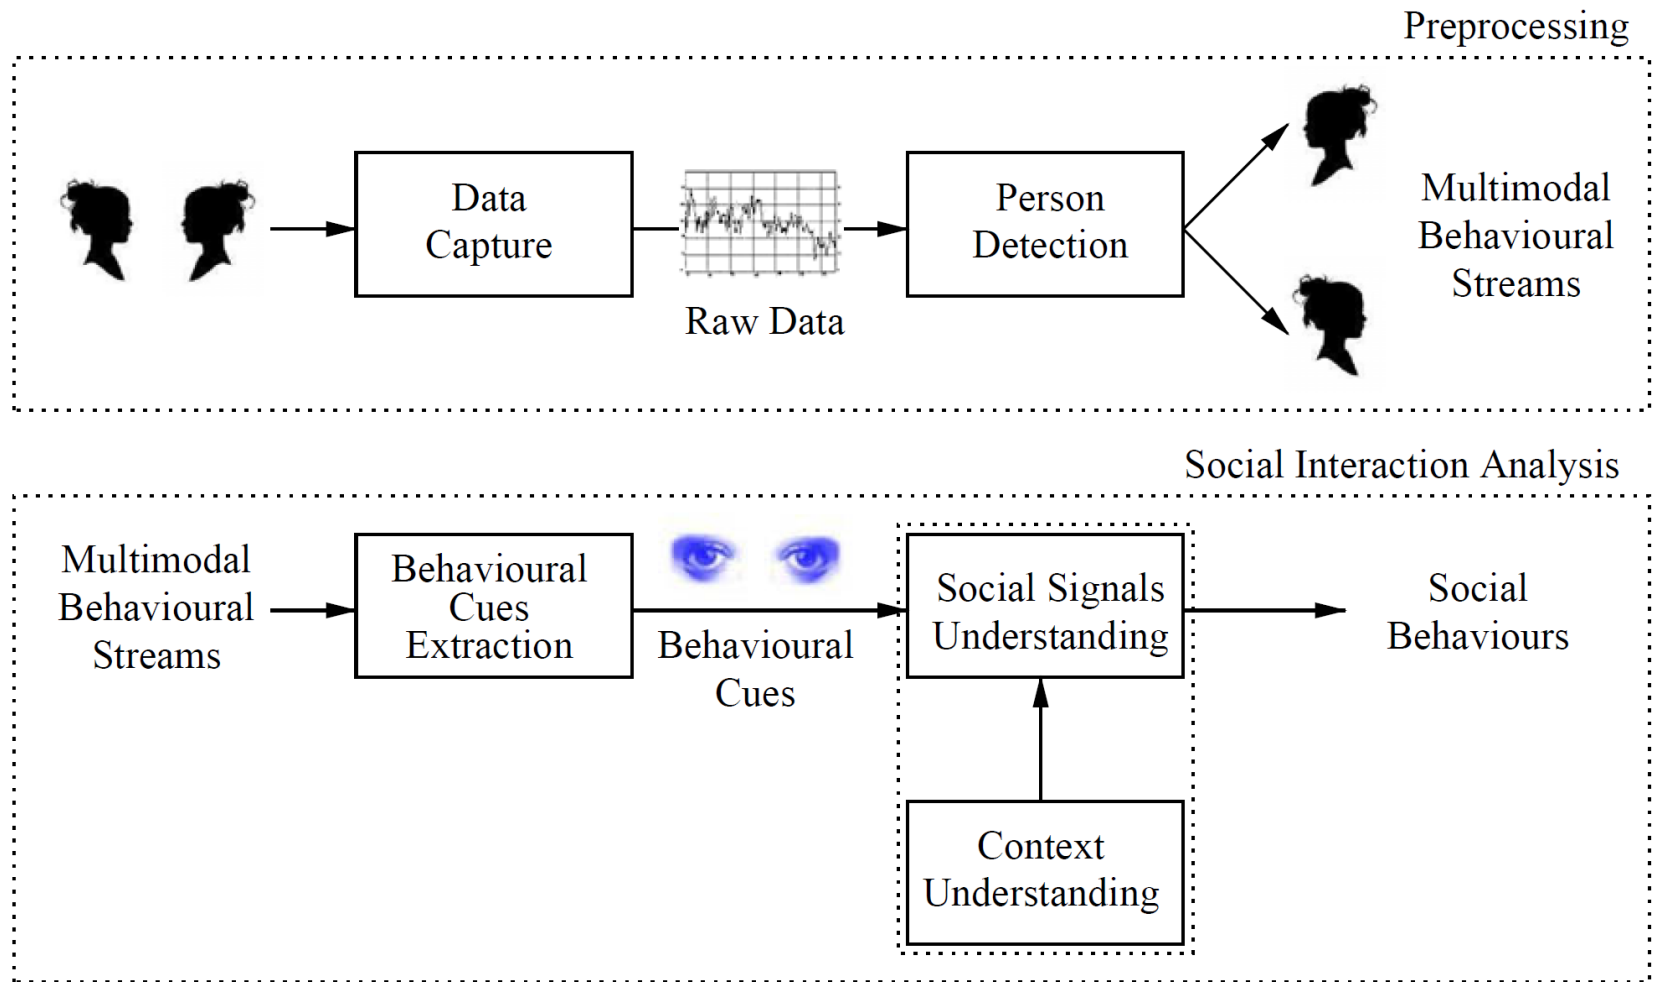 Preprocessing
Data
Capture
Raw Data
Person
Detection
Multimodal
Behavioural
Streams
Social Interaction Analysis
Multimodal
Behavioural
Streams
Behavioural
Cues
Extraction
Behavioural
Cues
Social Signals
Understanding
Social
Behaviours
Context
Understanding